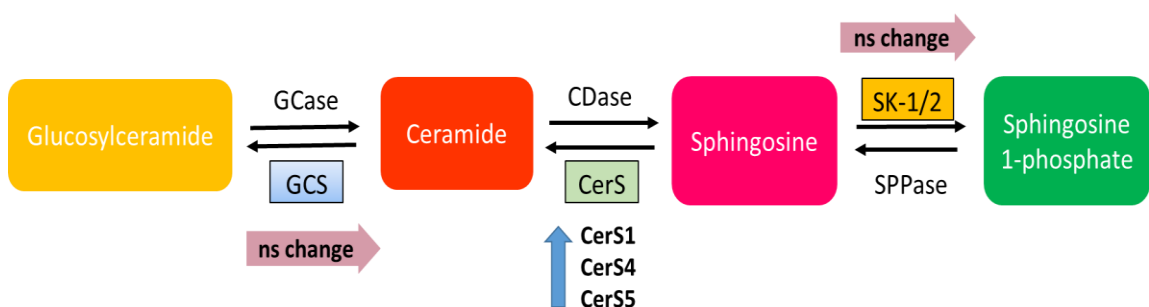 ns change
Glucosylceramide
GCase
GCS
Ceramide
CDase
CerS
Sphingosine
SK-1/2
SPPase
Sphingosine
1-phosphate
ns change
CerS1
CerS4
CerS5